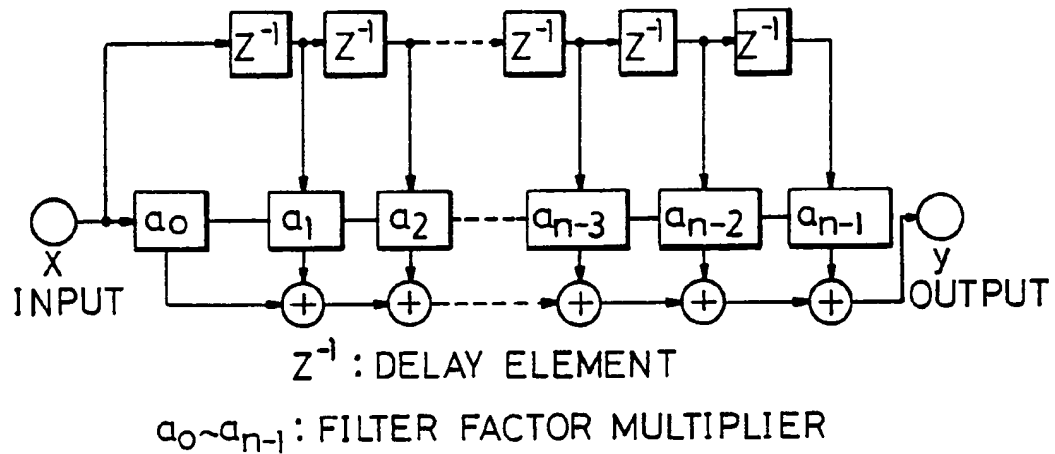 Z⁻¹ Z⁻¹ Z⁻¹ Z⁻¹ Z⁻¹
a₀ a₁ a₂ aₙ₋₃ aₙ₋₂ aₙ₋₁
x y
INPUT + + + + + OUTPUT
Z⁻¹ : DELAY ELEMENT
a₀~aₙ₋₁ : FILTER FACTOR MULTIPLIER